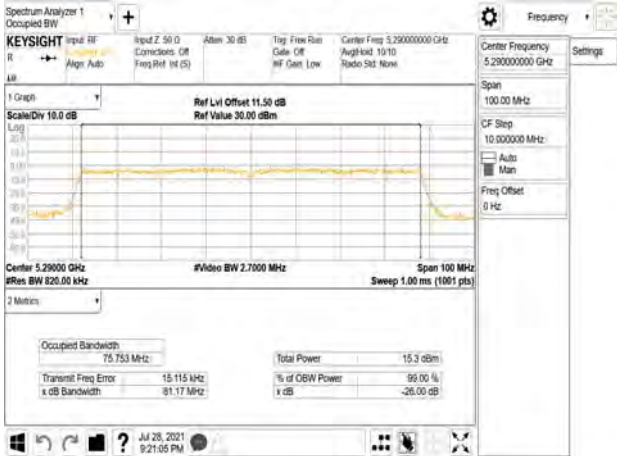 Spectrum Analyzer 1
Occupied BW
Frequency
KEYSIGHT Input: RF
R
Align: Auto
Input Z: 50 Ω
Corrections: Off
Freq Ref: Int (S)
Atten: 30 dB
Trig: Free Run
Gate: Off
#IF Gain: Low
Center Freq: 5.290000000 GHz
Avg|Hold: 10/10
Radio Std: None
Center Frequency
5.290000000 GHz
Settings
Span
100.00 MHz
CF Step
10.000000 MHz
Auto
Man
Freq Offset
0 Hz
1 Graph
Scale/Div 10.0 dB
Ref Lvl Offset 11.50 dB
Ref Value 30.00 dBm
Log
Center 5.29000 GHz
#Video BW 2.7000 MHz
Span 100 MHz
#Res BW 820.00 kHz
Sweep 1.00 ms (1001 pts)
2 Metrics
Occupied Bandwidth
75.753 MHz
Total Power 15.3 dBm
Transmit Freq Error 15.115 kHz
% of OBW Power 99.00 %
x dB Bandwidth 81.17 MHz
x dB -26.00 dB
Jul 28, 2021
9:21:05 PM